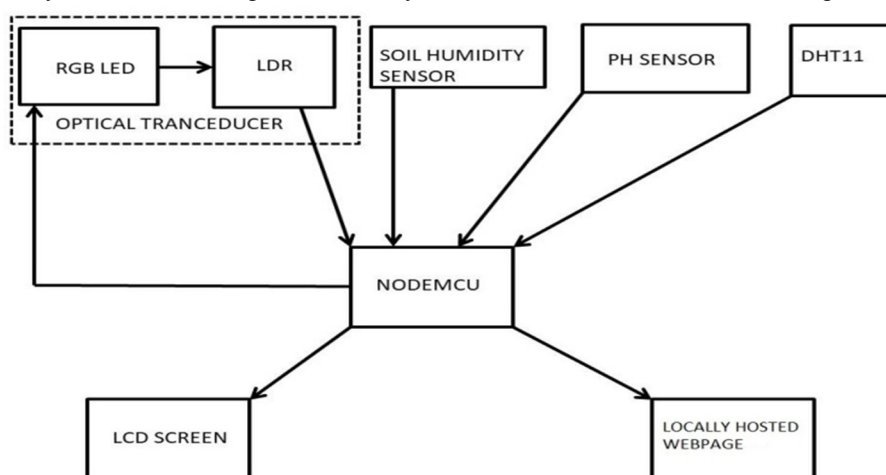 RGB LED
LDR
OPTICAL TRANCEDUCER
SOIL HUMIDITY
SENSOR
PH SENSOR
DHT11
NODEMCU
LCD SCREEN
LOCALLY HOSTED
WEBPAGE